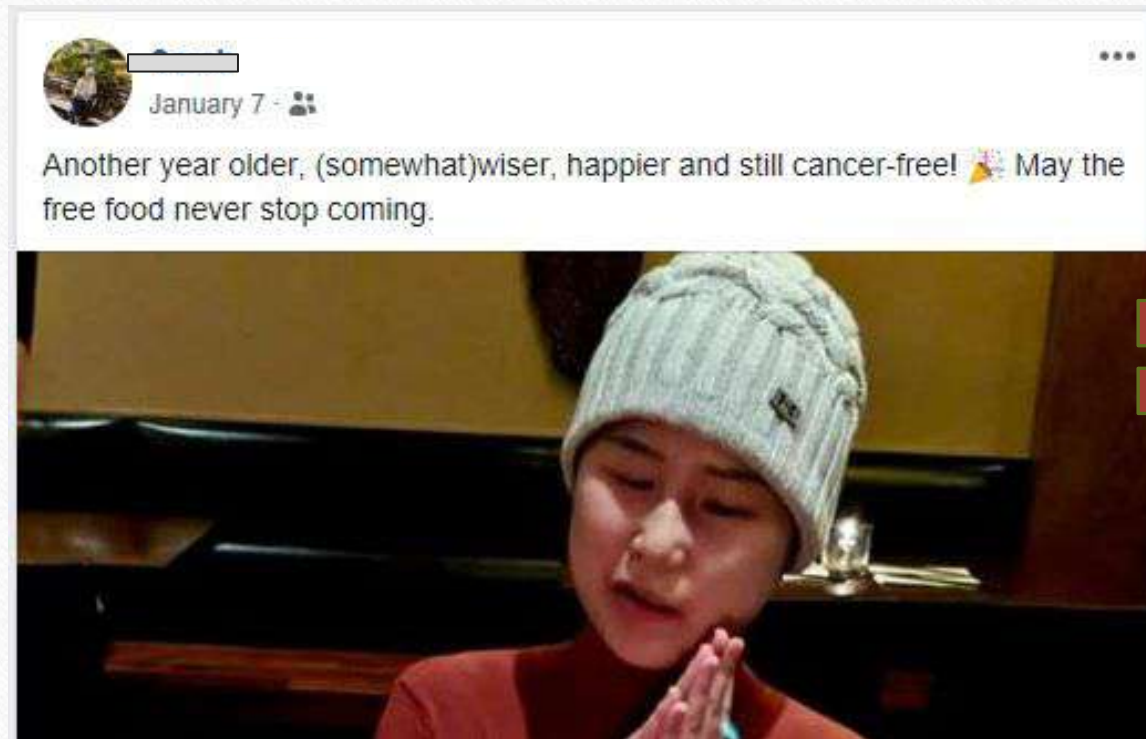 January 7 ·
Another year older, (somewhat)wiser, happier and still cancer-free! 🎉 May the
free food never stop coming.